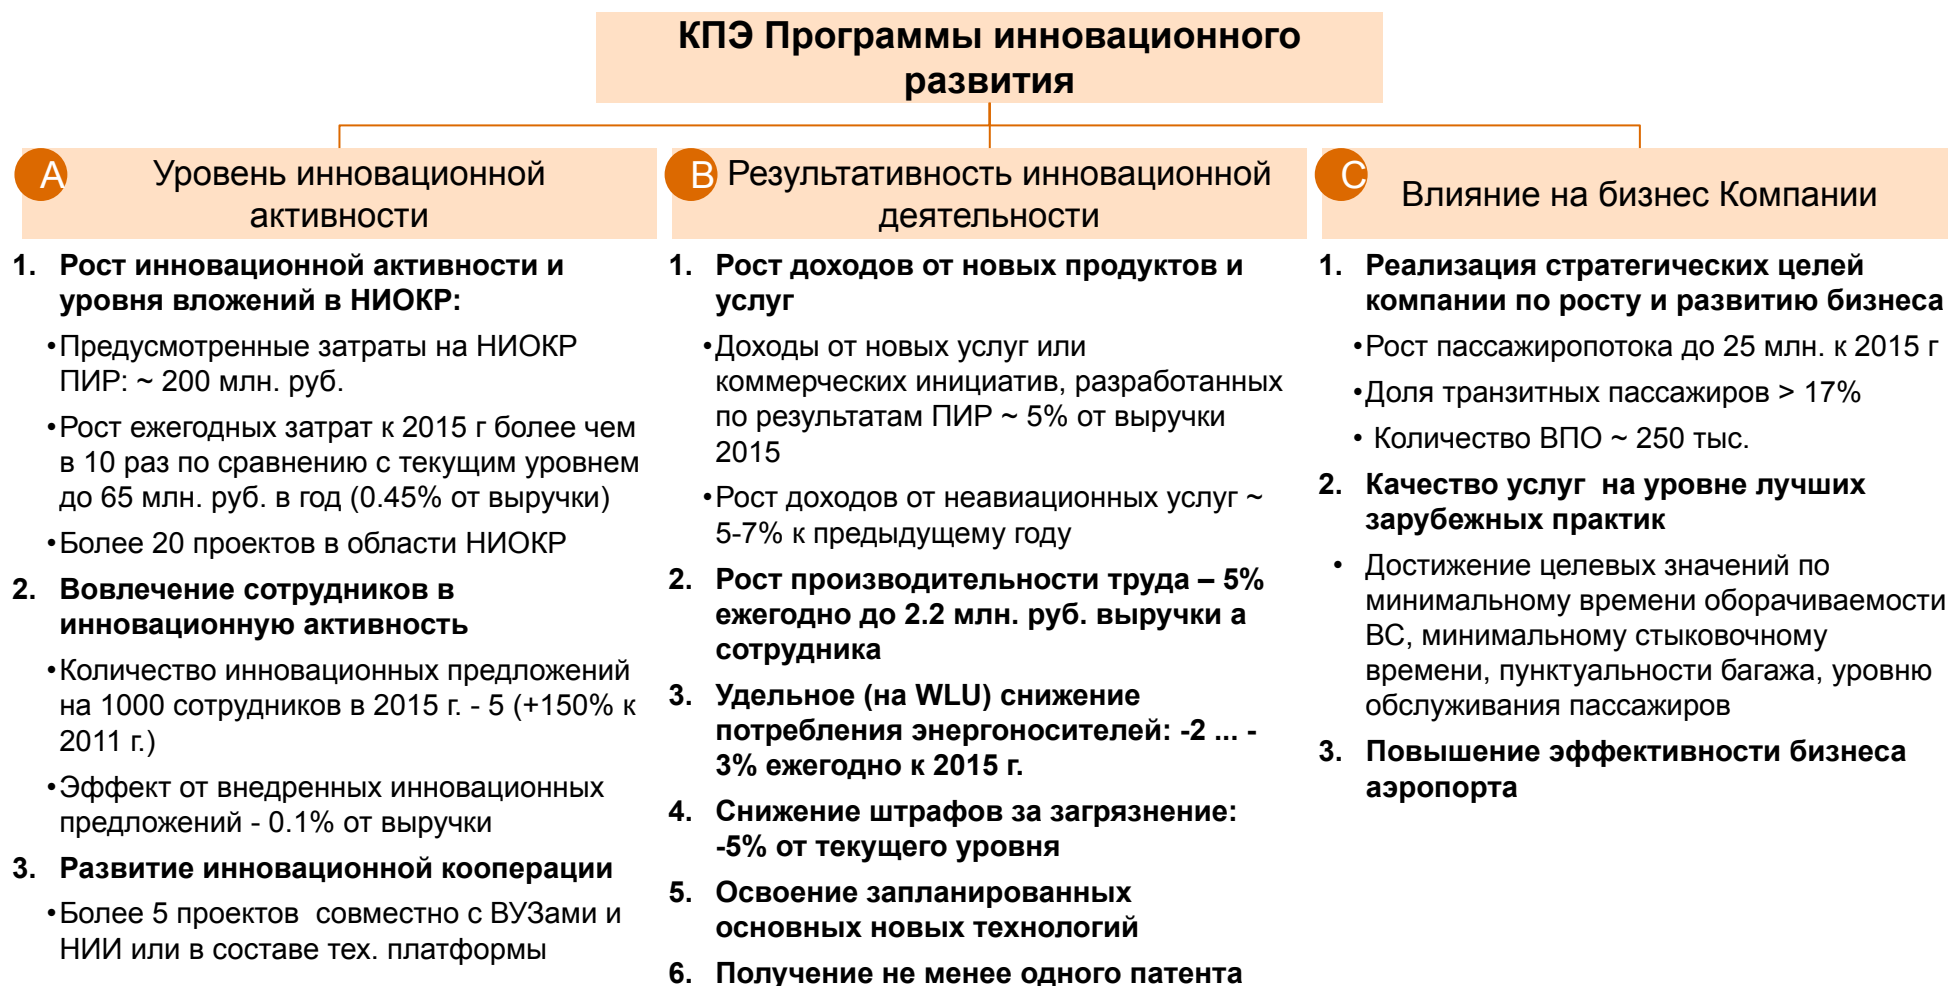 КПЭ Программы инновационного
развития
A
Уровень инновационной
активности
1. Рост инновационной активности и
уровня вложений в НИОКР:
•Предусмотренные затраты на НИОКР
ПИР: ~ 200 млн. руб.
•Рост ежегодных затрат к 2015 г более чем
в 10 раз по сравнению с текущим уровнем
до 65 млн. руб. в год (0.45% от выручки)
•Более 20 проектов в области НИОКР
2. Вовлечение сотрудников в
инновационную активность
•Количество инновационных предложений
на 1000 сотрудников в 2015 г. - 5 (+150% к
2011 г.)
•Эффект от внедренных инновационных
предложений - 0.1% от выручки
3. Развитие инновационной кооперации
•Более 5 проектов  совместно с ВУЗами и
НИИ или в составе тех. платформы
B
Результативность инновационной
деятельности
1. Рост доходов от новых продуктов и
услуг
•Доходы от новых услуг или
коммерческих инициатив, разработанных
по результатам ПИР ~ 5% от выручки
2015
•Рост доходов от неавиационных услуг ~
5-7% к предыдущему году
2. Рост производительности труда – 5%
ежегодно до 2.2 млн. руб. выручки а
сотрудника
3. Удельное (на WLU) снижение
потребления энергоносителей: -2 ... -
3% ежегодно к 2015 г.
4. Снижение штрафов за загрязнение:
-5% от текущего уровня
5. Освоение запланированных
основных новых технологий
6. Получение не менее одного патента
C
Влияние на бизнес Компании
1. Реализация стратегических целей
компании по росту и развитию бизнеса
•Рост пассажиропотока до 25 млн. к 2015 г
•Доля транзитных пассажиров > 17%
• Количество ВПО ~ 250 тыс.
2. Качество услуг  на уровне лучших
зарубежных практик
• Достижение целевых значений по
минимальному времени оборачиваемости
ВС, минимальному стыковочному
времени, пунктуальности багажа, уровню
обслуживания пассажиров
3. Повышение эффективности бизнеса
аэропорта